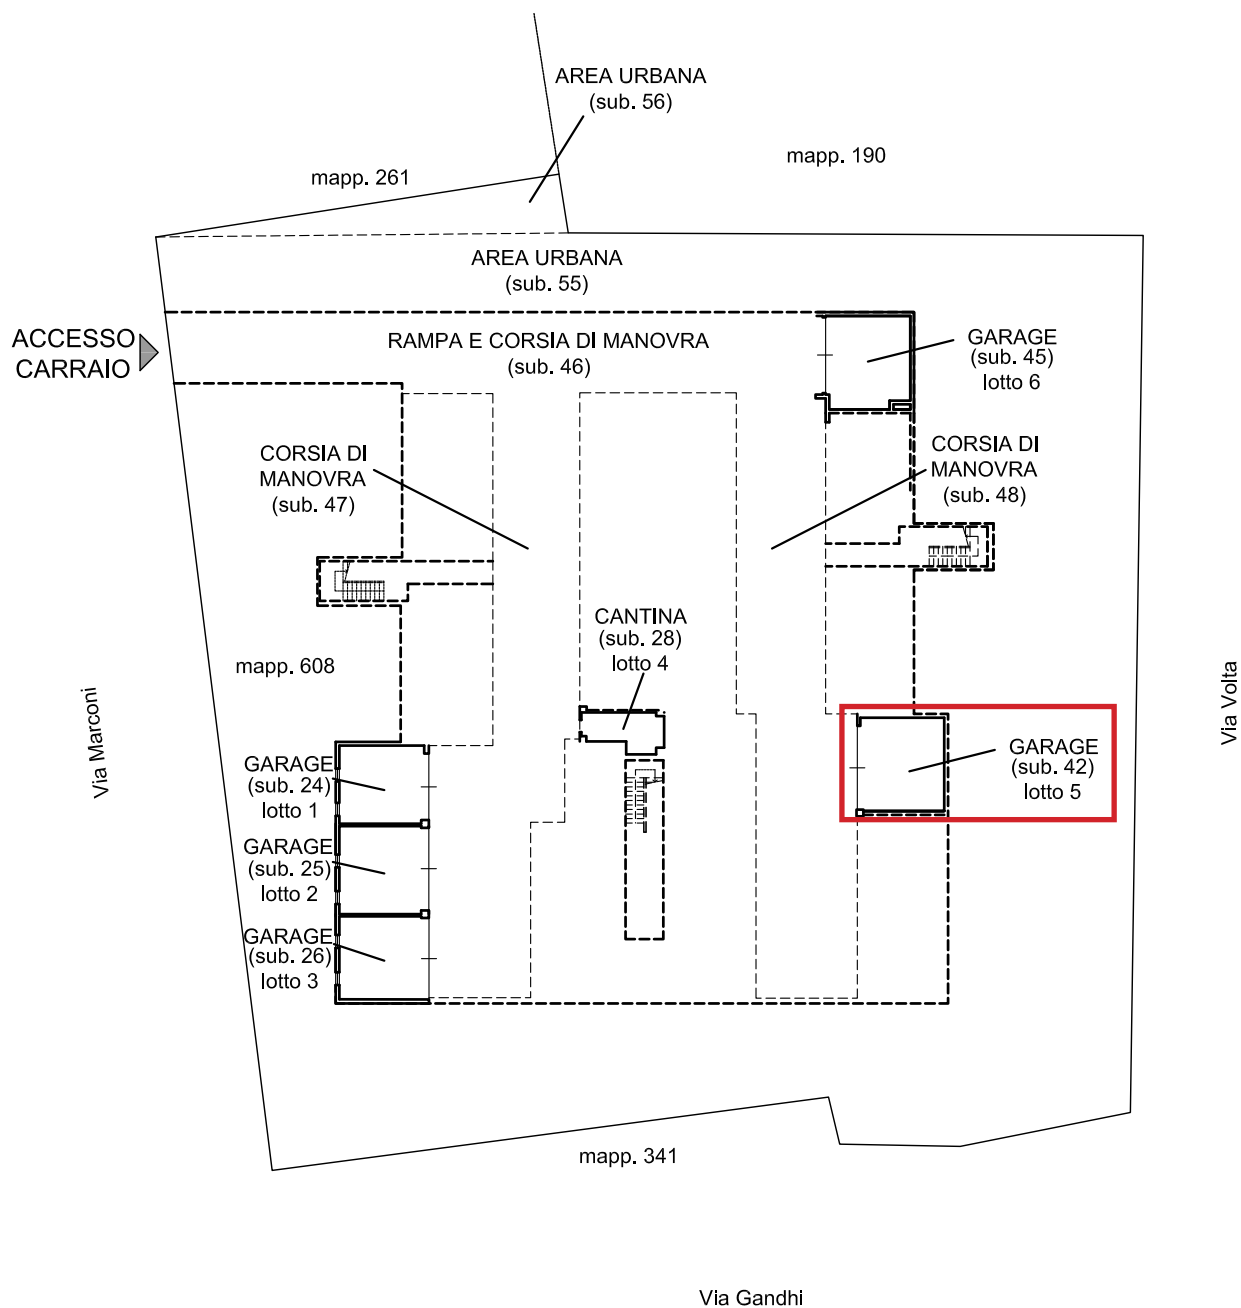 AREA URBANA
(sub. 56)
mapp. 190
mapp. 261
AREA URBANA
(sub. 55)
ACCESSO
CARRAIO
RAMPA E CORSIA DI MANOVRA
(sub. 46)
GARAGE
(sub. 45)
lotto 6
CORSIA DI
MANOVRA
(sub. 47)
CORSIA DI
MANOVRA
(sub. 48)
CANTINA
(sub. 28)
lotto 4
mapp. 608
Via Marconi
Via Volta
GARAGE
(sub. 24)
lotto 1
GARAGE
(sub. 42)
lotto 5
GARAGE
(sub. 25)
lotto 2
GARAGE
(sub. 26)
lotto 3
mapp. 341
Via Gandhi